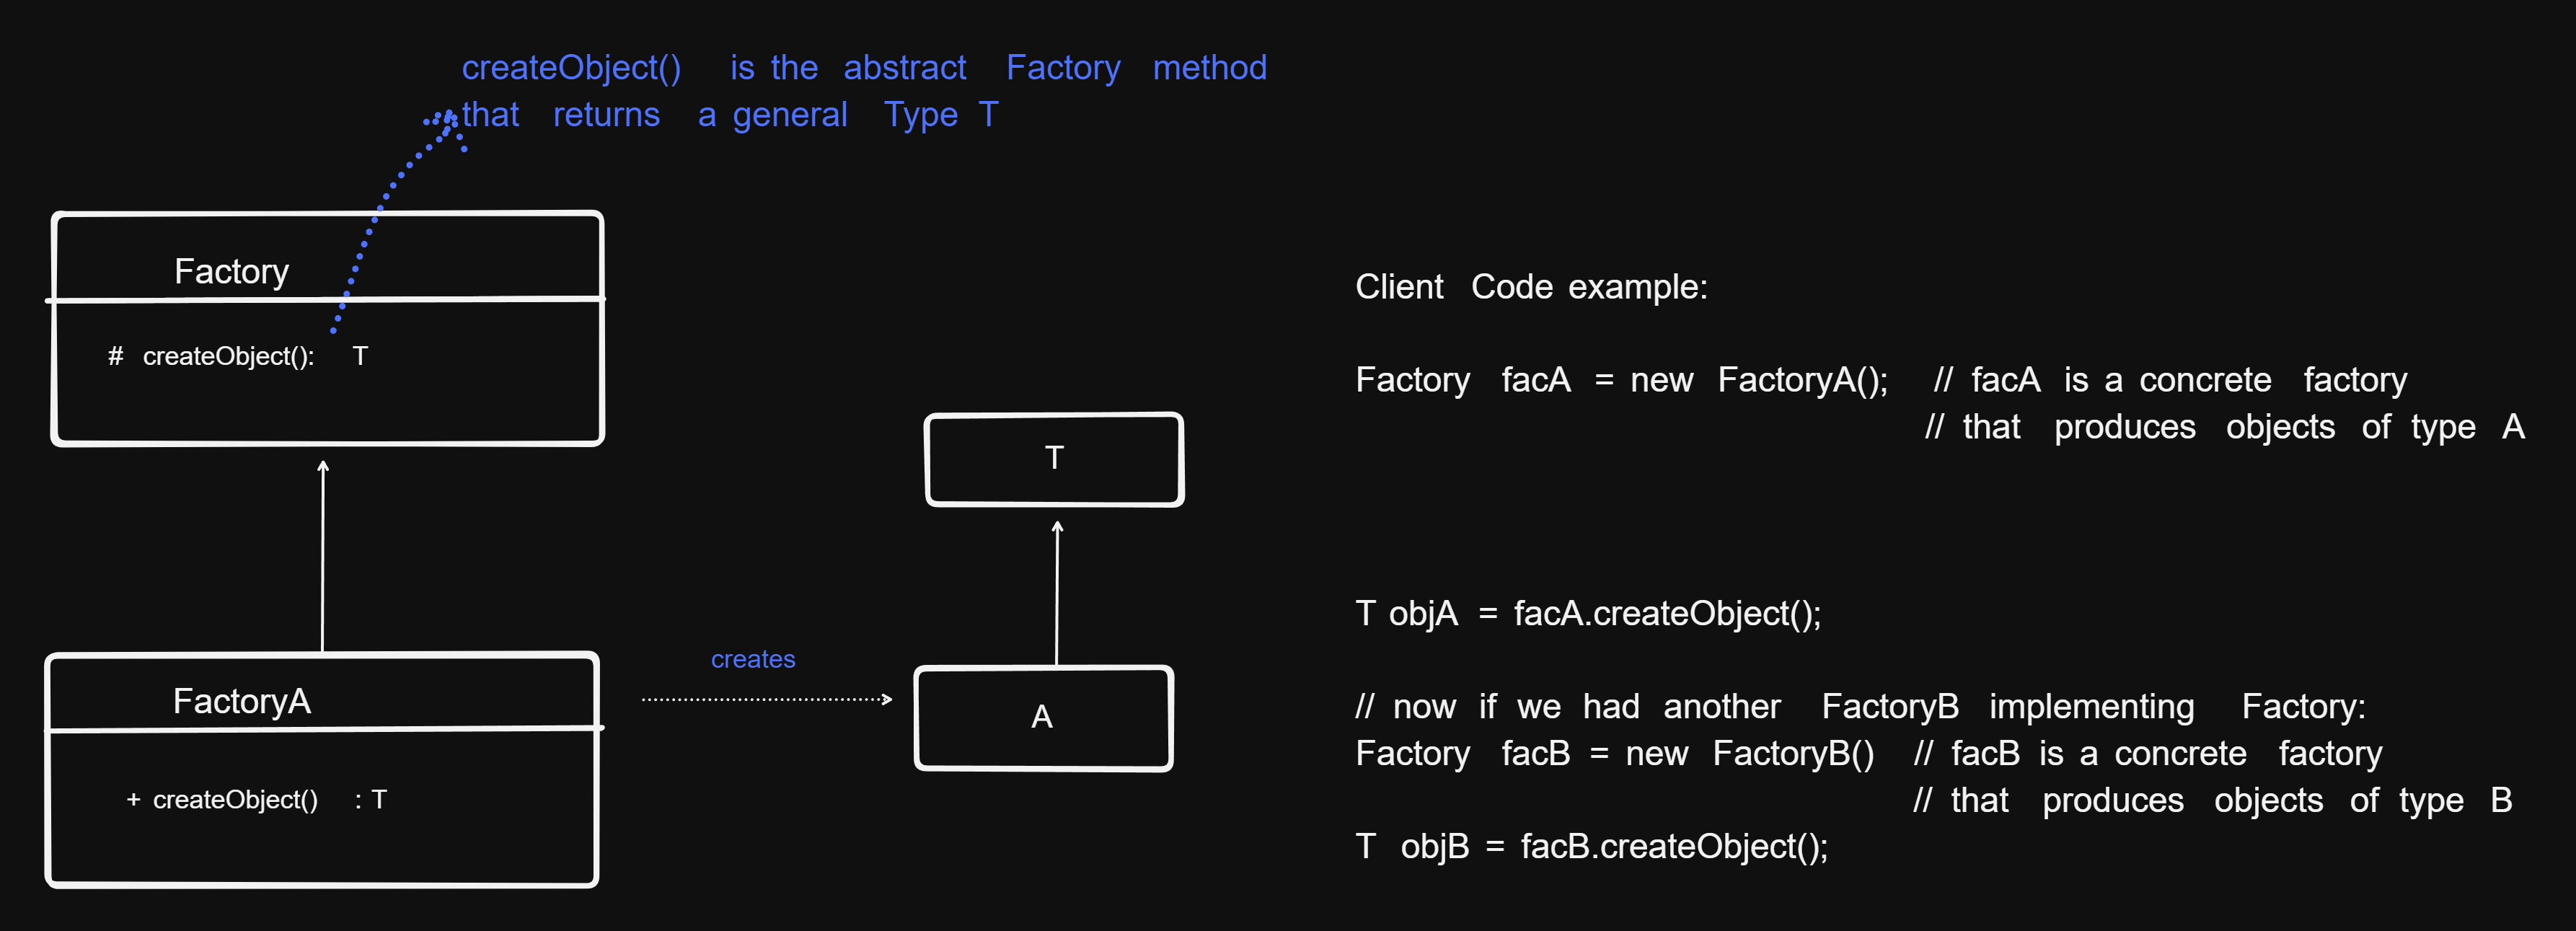 createObject() is the abstract Factory method
that returns a general Type T
Factory
# createObject(): T
FactoryA
+ createObject() : T
creates
T
A
Client Code example:
Factory facA = new FactoryA(); // facA is a concrete factory
// that produces objects of type A
T objA = facA.createObject();
// now if we had another FactoryB implementing Factory:
Factory facB = new FactoryB() // facB is a concrete factory
// that produces objects of type B
T objB = facB.createObject();